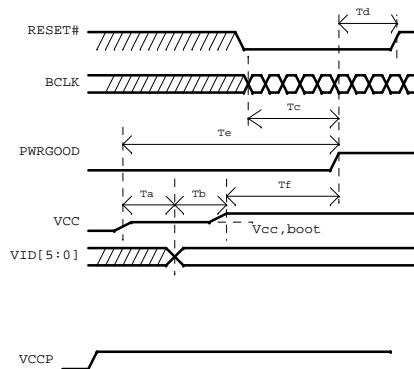 Td
RESET#
BCLK
Tc
Te
PWRGOOD
Ta Tb Tf
VCC
Vcc,boot
VID[5:0]
VCCP